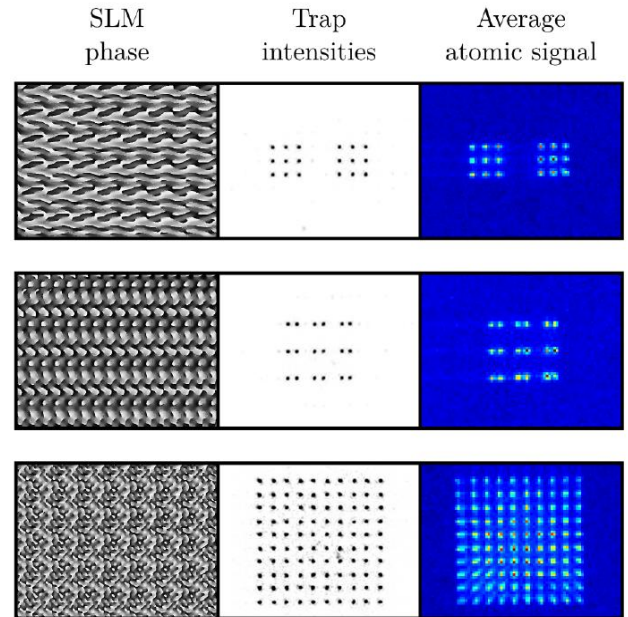 SLM
phase
Trap
intensities
Average
atomic signal